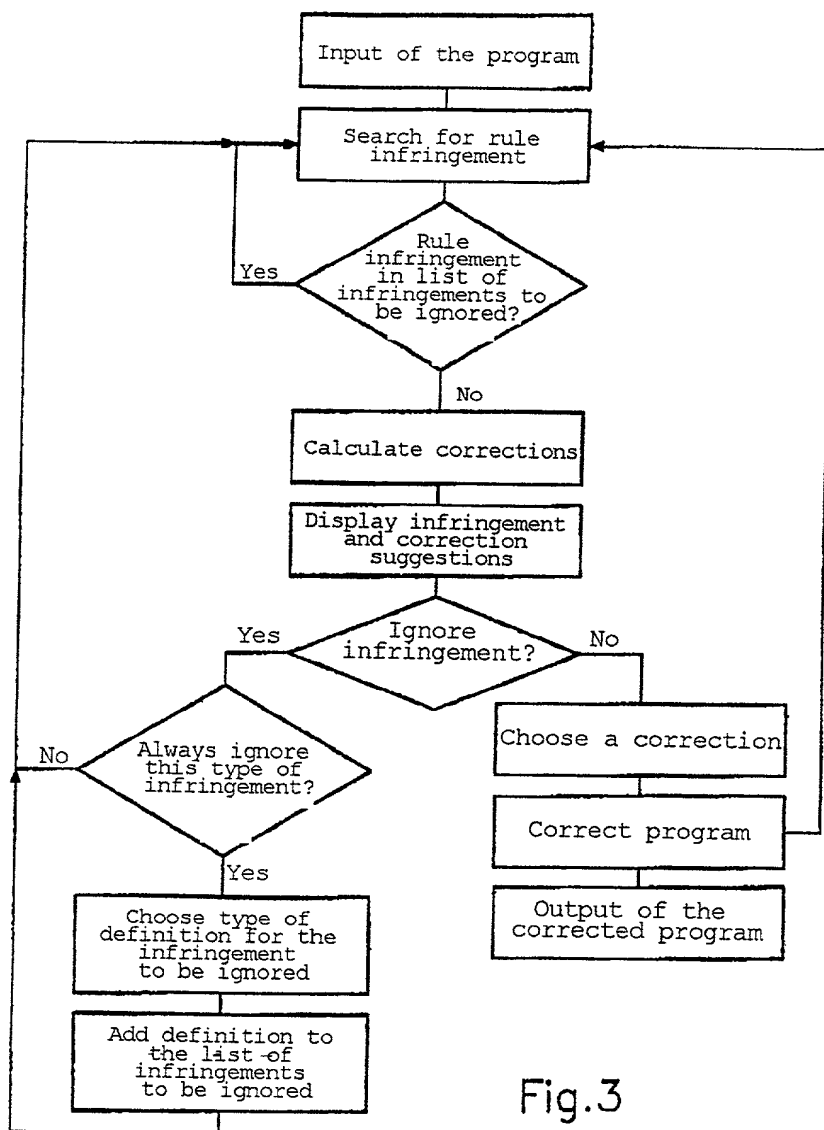 Input of the program
Search for rule
infringement
Rule
infringement
in list of
infringements to
be ignored?
Yes
No
Calculate corrections
Display infringement
and correction
suggestions
Yes
Ignore
infringement?
No
No
Always ignore
this type of
infringement?
Choose a correction
Correct program
Yes
Output of the
corrected program
Choose type of
definition for the
infringement
to be ignored
Add definition to
the list of
infringements
to be ignored
Fig.3